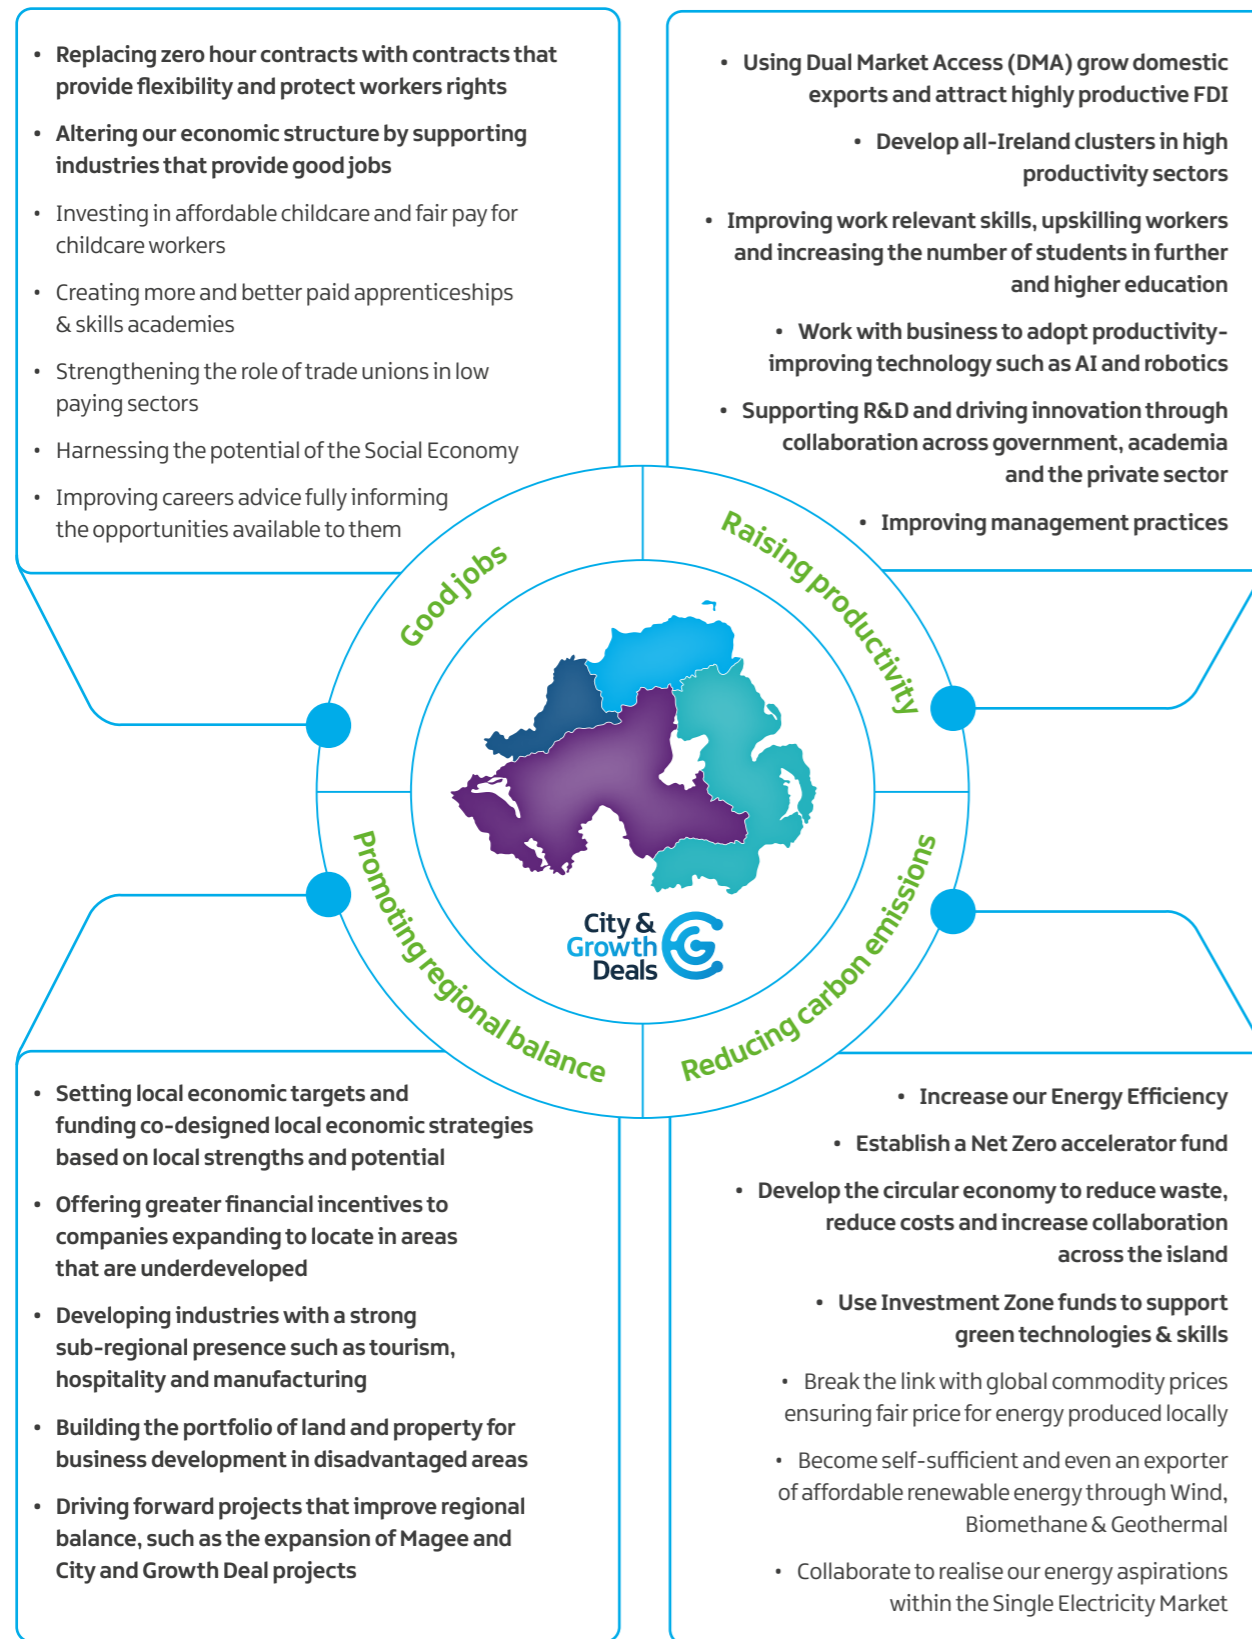 • Replacing zero hour contracts with contracts that
provide flexibility and protect workers rights
• Altering our economic structure by supporting
industries that provide good jobs
• Investing in affordable childcare and fair pay for
childcare workers
• Creating more and better paid apprenticeships
& skills academies
• Strengthening the role of trade unions in low
paying sectors
• Harnessing the potential of the Social Economy
• Improving careers advice fully informing
the opportunities available to them
• Using Dual Market Access (DMA) grow domestic
exports and attract highly productive FDI
• Develop all-Ireland clusters in high
productivity sectors
• Improving work relevant skills, upskilling workers
and increasing the number of students in further
and higher education
• Work with business to adopt productivity-
improving technology such as AI and robotics
• Supporting R&D and driving innovation through
collaboration across government, academia
and the private sector
• Improving management practices
Good jobs
Raising productivity
Promoting regional balance
Reducing carbon emissions
City &
Growth
Deals
• Setting local economic targets and
funding co-designed local economic strategies
based on local strengths and potential
• Offering greater financial incentives to
companies expanding to locate in areas
that are underdeveloped
• Developing industries with a strong
sub-regional presence such as tourism,
hospitality and manufacturing
• Building the portfolio of land and property for
business development in disadvantaged areas
• Driving forward projects that improve regional
balance, such as the expansion of Magee and
City and Growth Deal projects
• Increase our Energy Efficiency
• Establish a Net Zero accelerator fund
• Develop the circular economy to reduce waste,
reduce costs and increase collaboration
across the island
• Use Investment Zone funds to support
green technologies & skills
• Break the link with global commodity prices
ensuring fair price for energy produced locally
• Become self-sufficient and even an exporter
of affordable renewable energy through Wind,
Biomethane & Geothermal
• Collaborate to realise our energy aspirations
within the Single Electricity Market